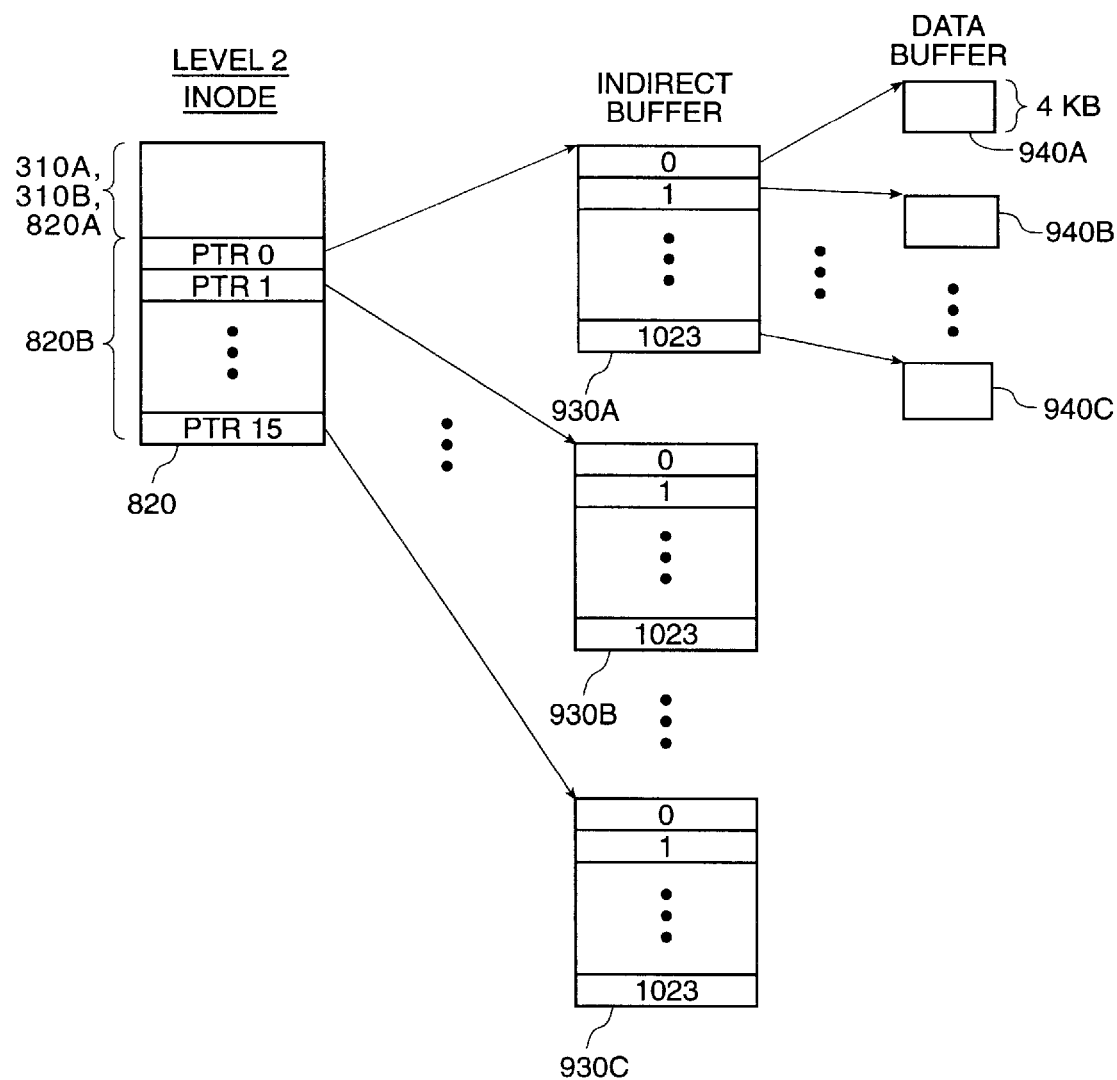 LEVEL 2
INODE
310A,
310B,
820A
PTR 0
PTR 1
820B
PTR 15
820
INDIRECT
BUFFER
0
1
1023
930A
0
1
1023
930B
0
1
1023
930C
DATA
BUFFER
4 KB
940A
940B
940C